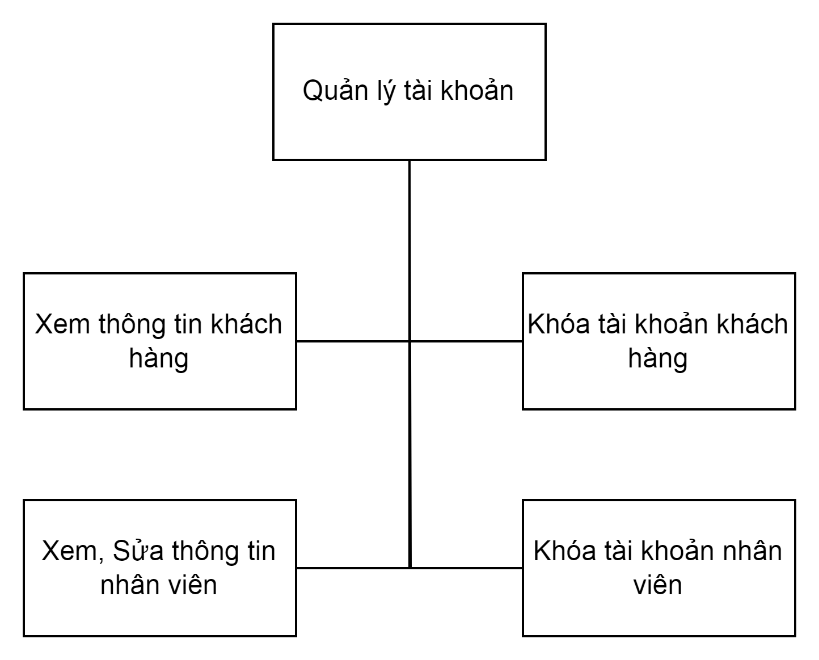 Quản lý tài khoản
Xem thông tin khách
hàng
Khóa tài khoản khách
hàng
Xem, Sửa thông tin
nhân viên
Khóa tài khoản nhân
viên